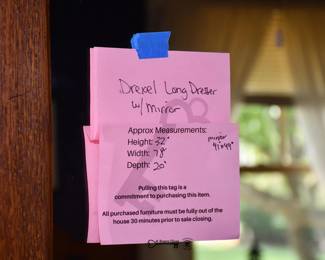 Drexel Long Dresser
w/ mirror
Approx Measurements:
Height: 32"
mirror
Width: 78"
Depth: 20"
Pulling this tag is a
commitment to purchasing this item.
All purchased furniture must be fully out of the
house 30 minutes prior to sale closing.